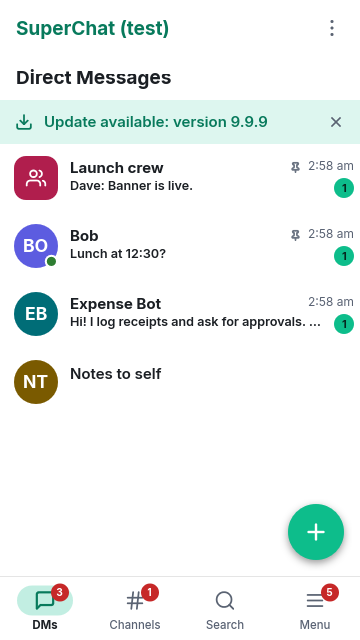 SuperChat (test)
Direct Messages
Update available: version 9.9.9
Launch crew 2:58 am
Dave: Banner is live. 1
BO Bob 2:58 am
Lunch at 12:30? 1
EB Expense Bot 2:58 am
Hi! I log receipts and ask for approvals. ... 1
NT Notes to self
3 1 5
DMs Channels Search Menu